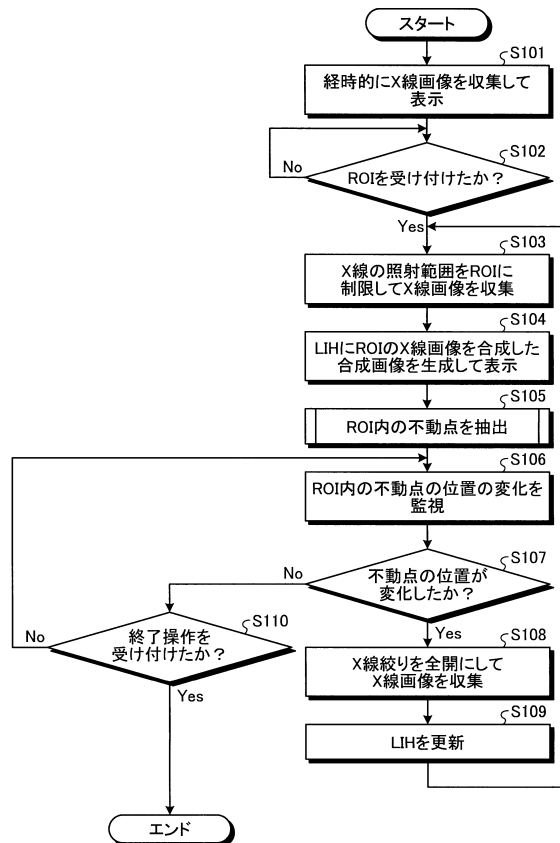 スタート
S101
経時的にX線画像を収集して
表示
S102
No
ROIを受け付けたか？
Yes
S103
X線の照射範囲をROIに
制限してX線画像を収集
S104
LIHにROIのX線画像を合成した
合成画像を生成して表示
S105
ROI内の不動点を抽出
S106
ROI内の不動点の位置の変化を
監視
S107
No
不動点の位置が
変化したか？
Yes
S110
No
終了操作を
受け付けたか？
Yes
S108
X線絞りを全開にして
X線画像を収集
S109
LIHを更新
エンド